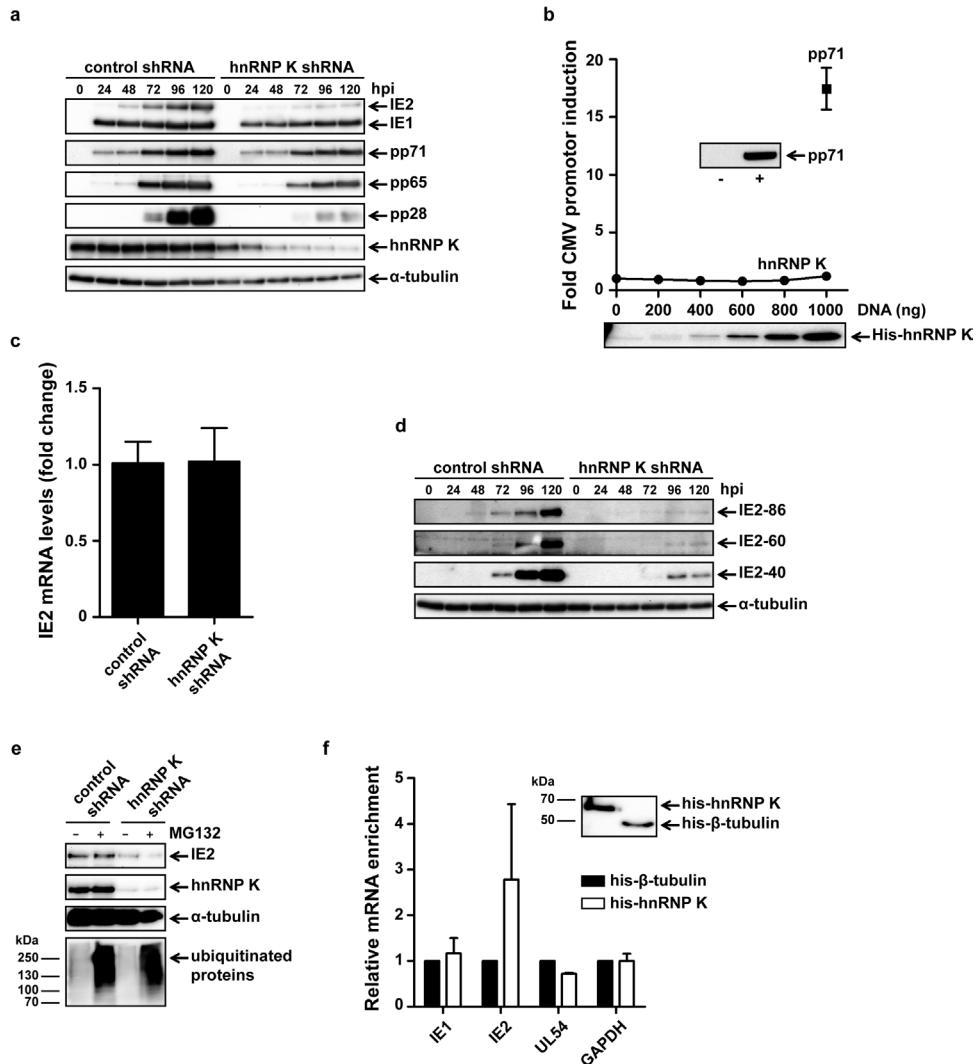 a
control shRNA hnRNP K shRNA
0 24 48 72 96 120 0 24 48 72 96 120 hpi
IE2
IE1
pp71
pp65
pp28
hnRNP K
α-tubulin
b
Fold CMV promotor induction
20
15
10
5
0
pp71
pp71
- +
hnRNP K
0 200 400 600 800 1000 DNA (ng)
His-hnRNP K
c
IE2 mRNA levels (fold change)
1.5
1.0
0.5
0
control shRNA
hnRNP K shRNA
d
control shRNA hnRNP K shRNA
0 24 48 72 96 120 0 24 48 72 96 120 hpi
IE2-86
IE2-60
IE2-40
α-tubulin
e
control shRNA
hnRNP K shRNA
– + – + MG132
IE2
hnRNP K
α-tubulin
kDa
250
130
100
70
ubiquitinated
proteins
f
Relative mRNA enrichment
5
4
3
2
1
0
kDa
70
50
his-hnRNP K
his-β-tubulin
his-β-tubulin
his-hnRNP K
IE1
IE2
UL54
GAPDH